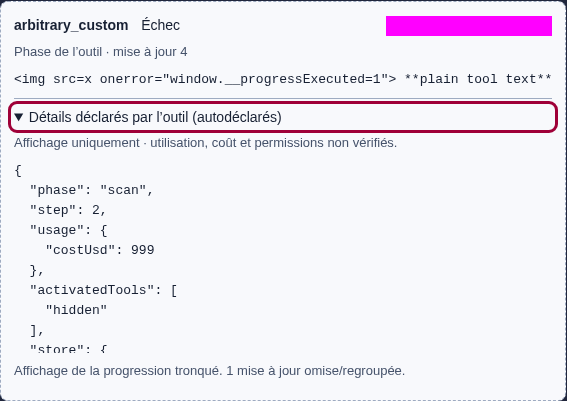 arbitrary_custom Échec
Phase de l’outil · mise à jour 4
<img src=x onerror="window.__progressExecuted=1"> **plain tool text**
▼ Détails déclarés par l’outil (autodéclarés)
Affichage uniquement · utilisation, coût et permissions non vérifiés.
{
  "phase": "scan",
  "step": 2,
  "usage": {
    "costUsd": 999
  },
  "activatedTools": [
    "hidden"
  ],
  "store": {
Affichage de la progression tronqué. 1 mise à jour omise/regroupée.